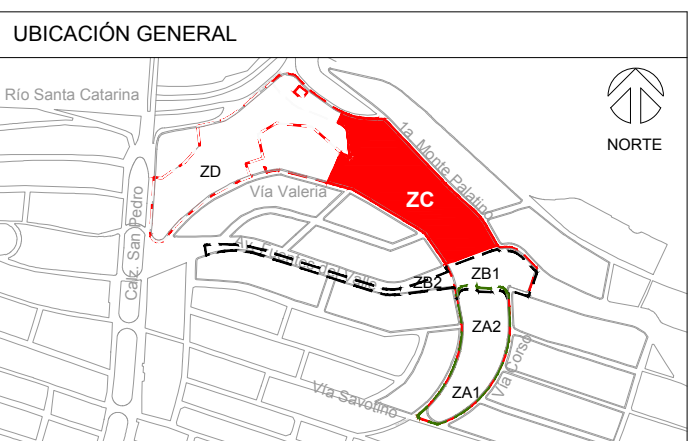 UBICACIÓN GENERAL
Río Santa Catarina
NORTE
1a. Monte Palatino
ZD
Vía Valeria
ZC
Calz. San Pedro
ZB1
ZB2
ZA2
Vía Corso
Vía Savotino
ZA1